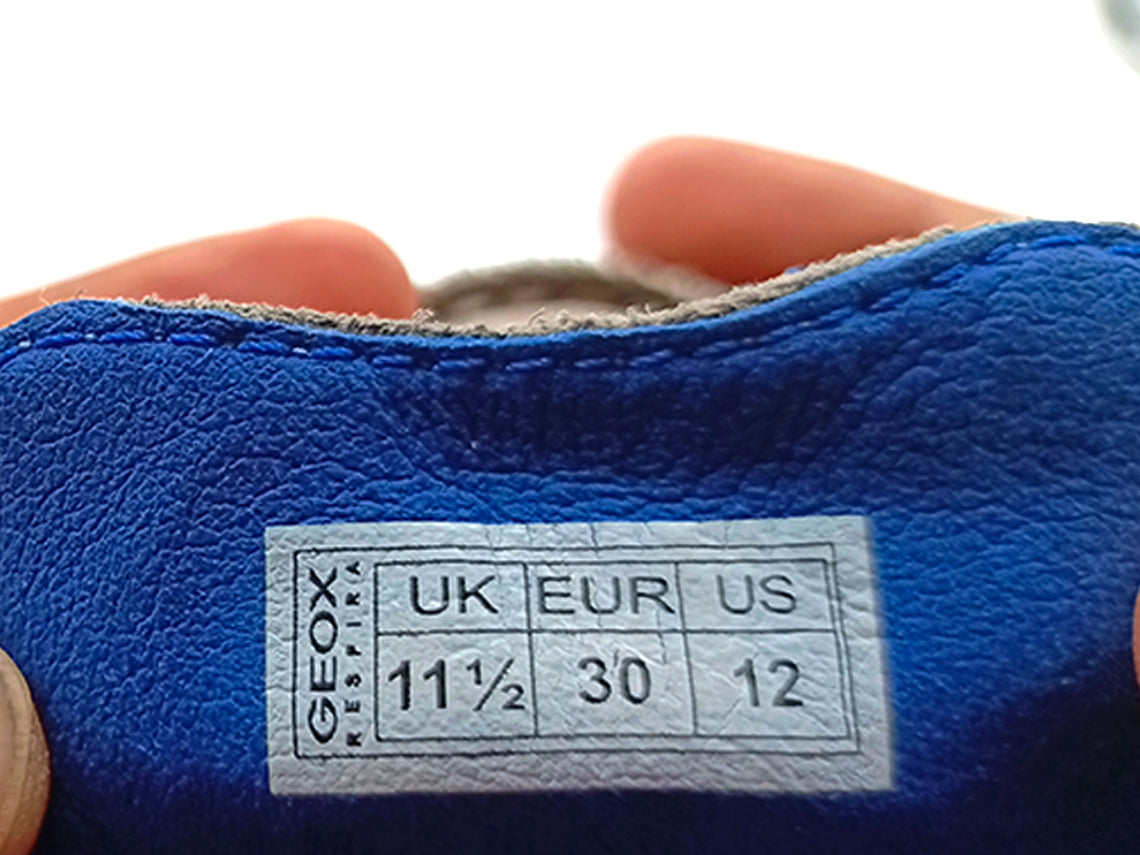 GEOX
RESPIRA
UK EUR US
11½ 30 12